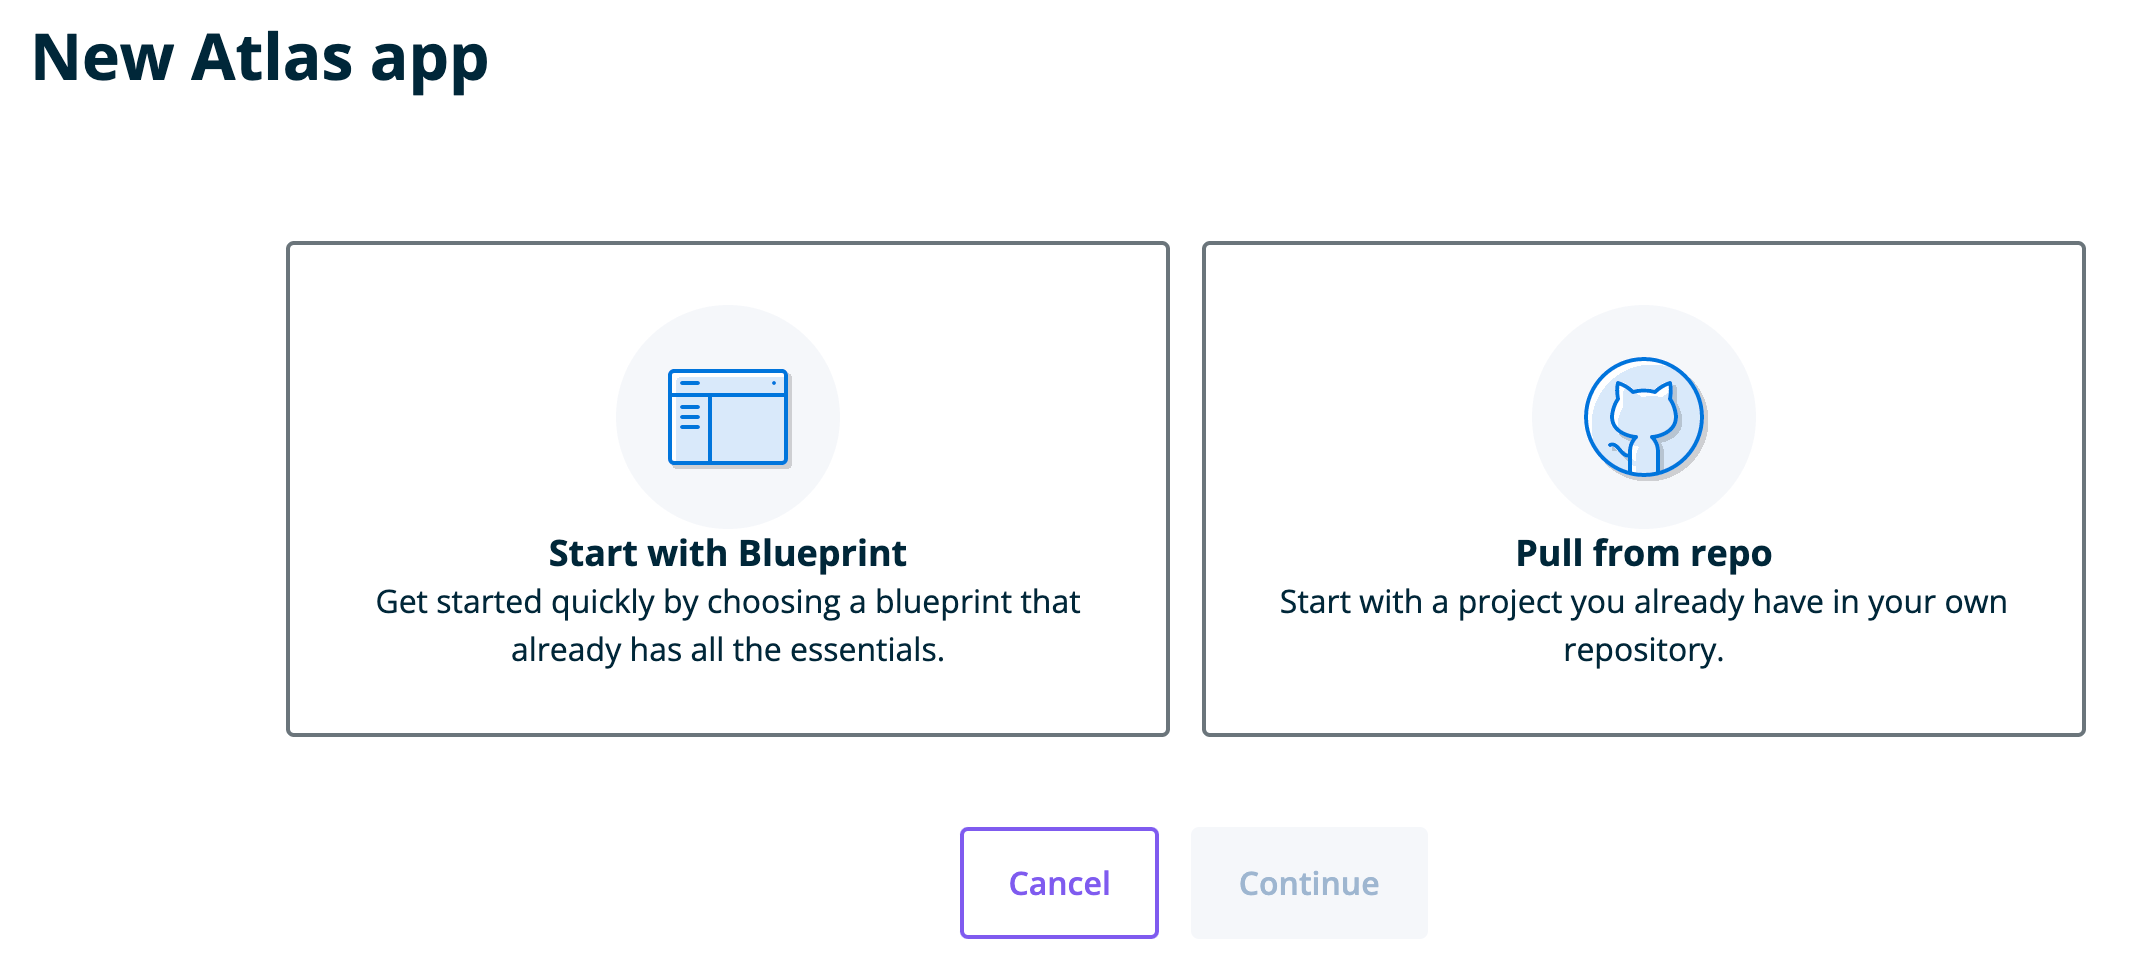 New Atlas app
Start with Blueprint
Get started quickly by choosing a blueprint that
already has all the essentials.
Pull from repo
Start with a project you already have in your own
repository.
Cancel
Continue